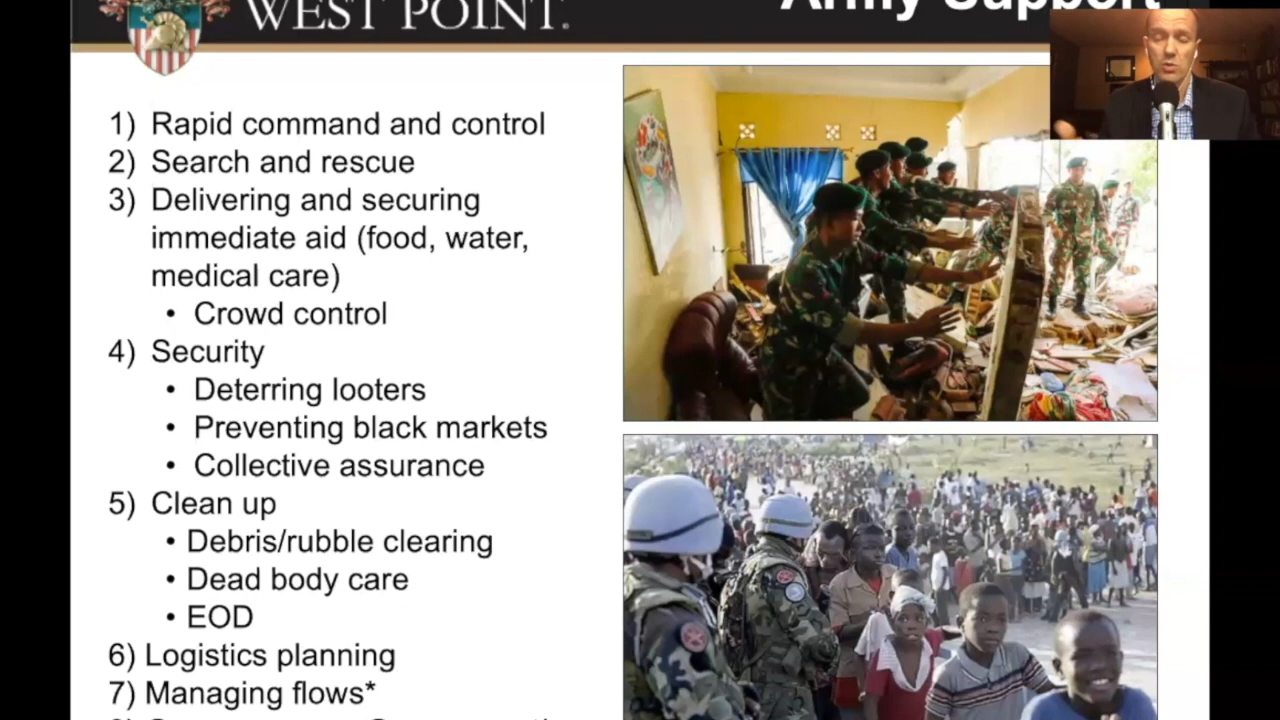 WEST POINT.
Army Support
1) Rapid command and control
2) Search and rescue
3) Delivering and securing
immediate aid (food, water,
medical care)
• Crowd control
4) Security
• Deterring looters
• Preventing black markets
• Collective assurance
5) Clean up
• Debris/rubble clearing
• Dead body care
• EOD
6) Logistics planning
7) Managing flows*